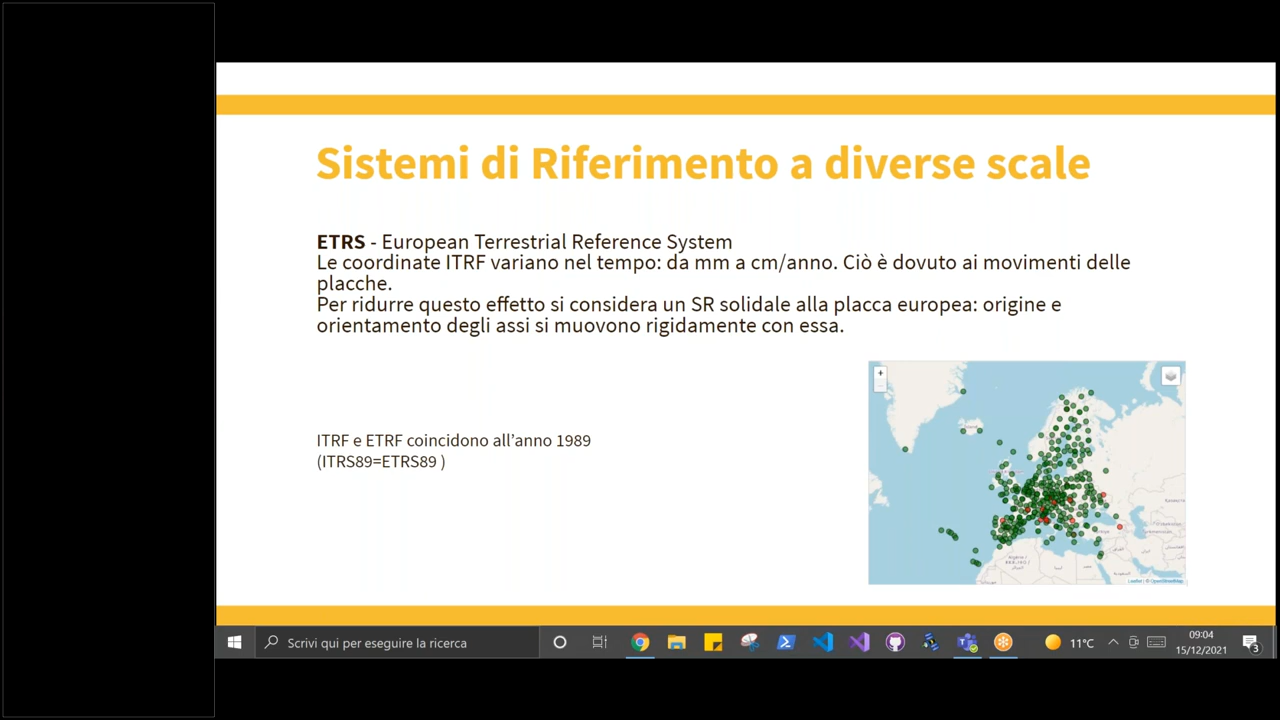 Sistemi di Riferimento a diverse scale
ETRS - European Terrestrial Reference System
Le coordinate ITRF variano nel tempo: da mm a cm/anno. Ciò è dovuto ai movimenti delle
placche.
Per ridurre questo effetto si considera un SR solidale alla placca europea: origine e
orientamento degli assi si muovono rigidamente con essa.
+
ITRF e ETRF coincidono all'anno 1989
(ITRS89=ETRS89 )
Leaflet | © OpenStreetMap
Scrivi qui per eseguire la ricerca
11°C
09:04
15/12/2021
3